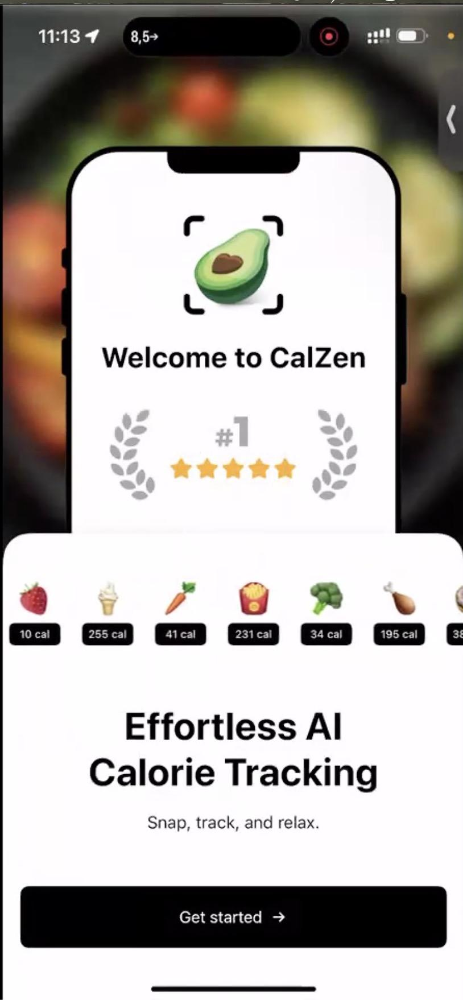 11:13
8,5→
Welcome to CalZen
#1
10 cal
255 cal
41 cal
231 cal
34 cal
195 cal
38
Effortless AI
Calorie Tracking
Snap, track, and relax.
Get started →